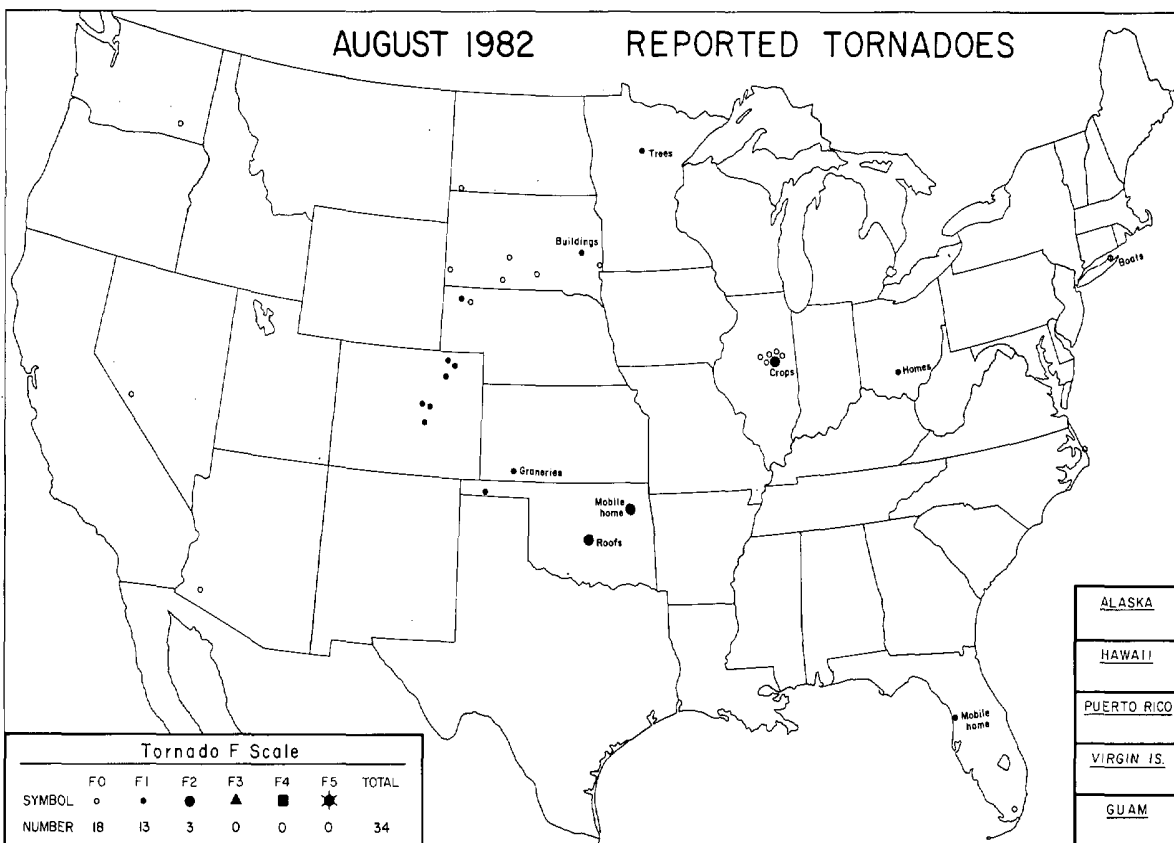 AUGUST 1982 REPORTED TORNADOES
Trees
Buildings
Boats
Crops
Homes
Graneries
Mobile
home
Roofs
Mobile
home
ALASKA
HAWAII
PUERTO RICO
VIRGIN IS.
GUAM
Tornado F Scale
F0 F1 F2 F3 F4 F5 TOTAL
SYMBOL
NUMBER 18 13 3 0 0 0 34